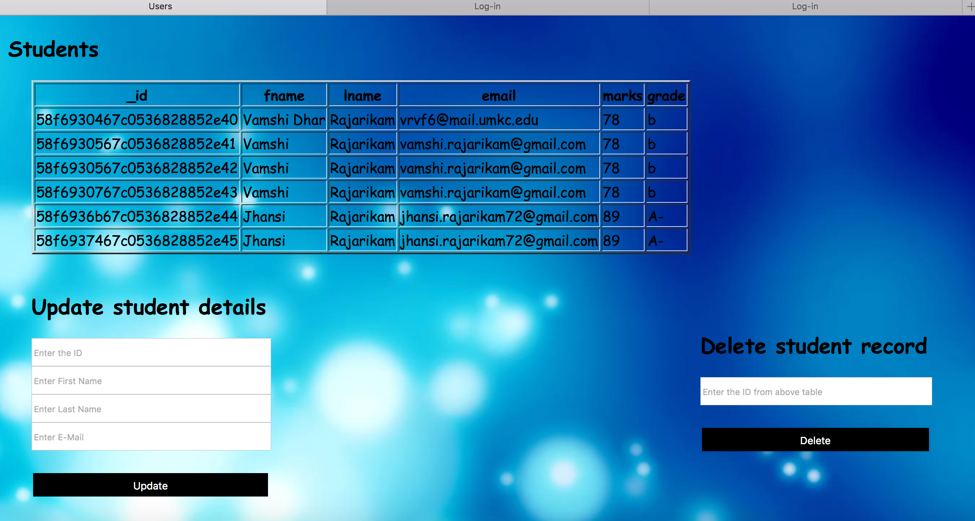 Users Log-in Log-in
Students
_id fname lname email marks grade
58f6930467c0536828852e40 Vamshi Dhar Rajarikam vrvf6@mail.umkc.edu 78 b
58f6930567c0536828852e41 Vamshi Rajarikam vamshi.rajarikam@gmail.com 78 b
58f6930567c0536828852e42 Vamshi Rajarikam vamshi.rajarikam@gmail.com 78 b
58f6930767c0536828852e43 Vamshi Rajarikam vamshi.rajarikam@gmail.com 78 b
58f6936b67c0536828852e44 Jhansi Rajarikam jhansi.rajarikam72@gmail.com 89 A-
58f6937467c0536828852e45 Jhansi Rajarikam jhansi.rajarikam72@gmail.com 89 A-
Update student details
Enter the ID
Enter First Name
Enter Last Name
Enter E-Mail
Update
Delete student record
Enter the ID from above table
Delete